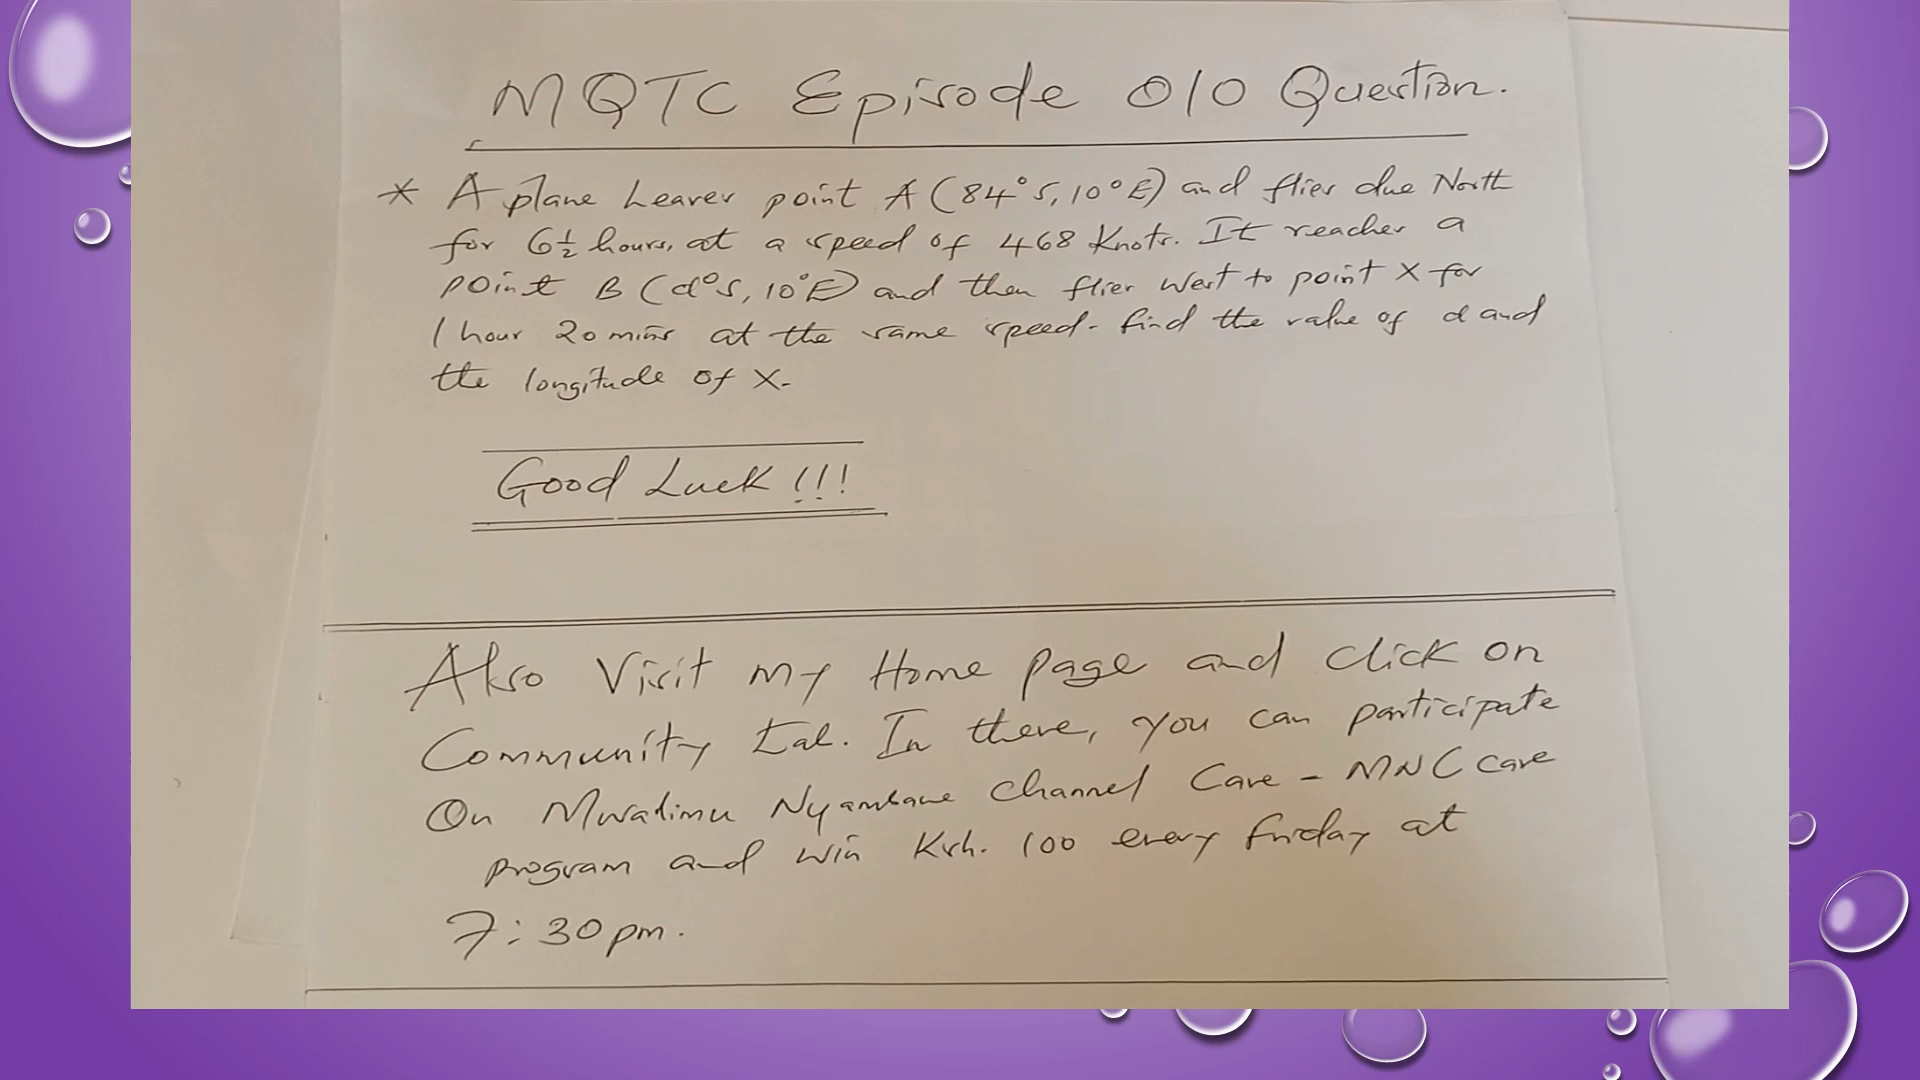 MQTC Episode 010 Question.
* A plane leaves point A (84°S, 10°E) and flies due North
for 6½ hours, at a speed of 468 Knots. It reaches a
point B (d°S, 10°E) and then flies West to point X for
1 hour 20 mins at the same speed. find the value of d and
the longitude of X.
Good Luck !!!
Also Visit my Home page and click on
Community tab. In there, you can participate
On Mwalimu Nyambane Channel Care - MNC care
program and win Ksh. 100 every friday at
7:30 pm.